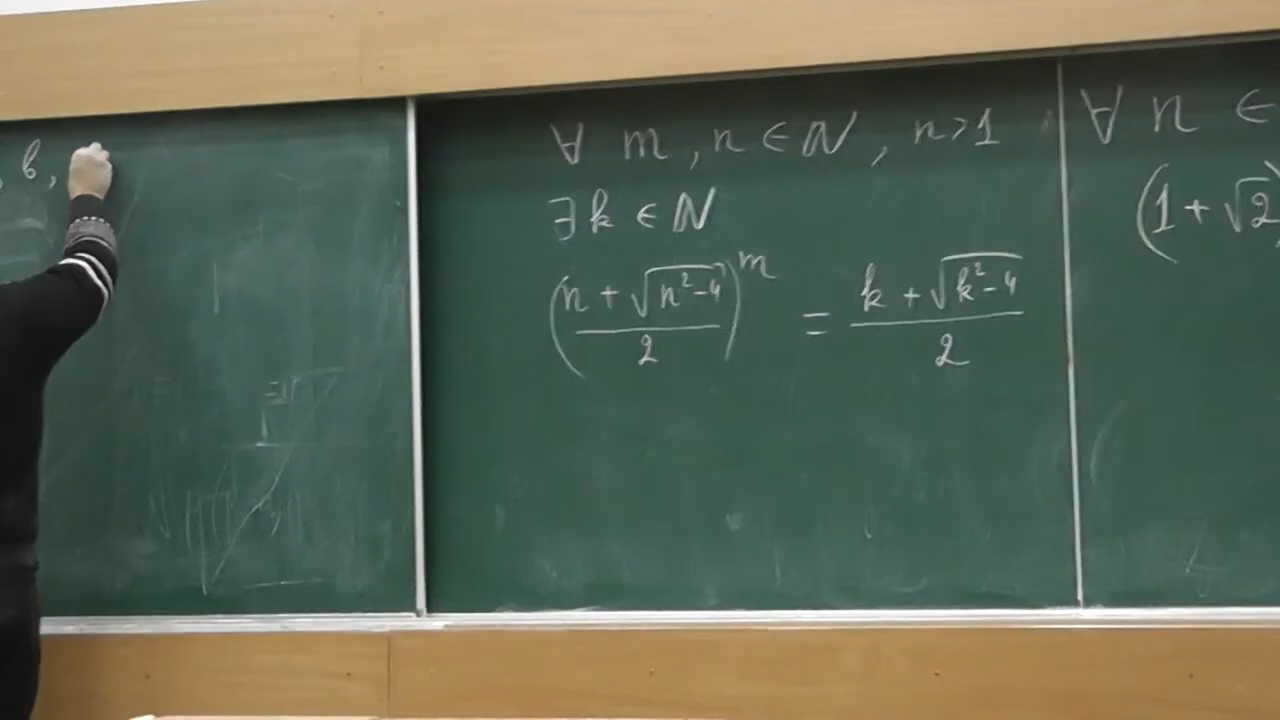 , b,
∀ m, n ∈ N, n > 1
∃ k ∈ N
((n + √(n² - 4)) / 2)^m = (k + √(k² - 4)) / 2
∀ n ∈
(1 + √2)